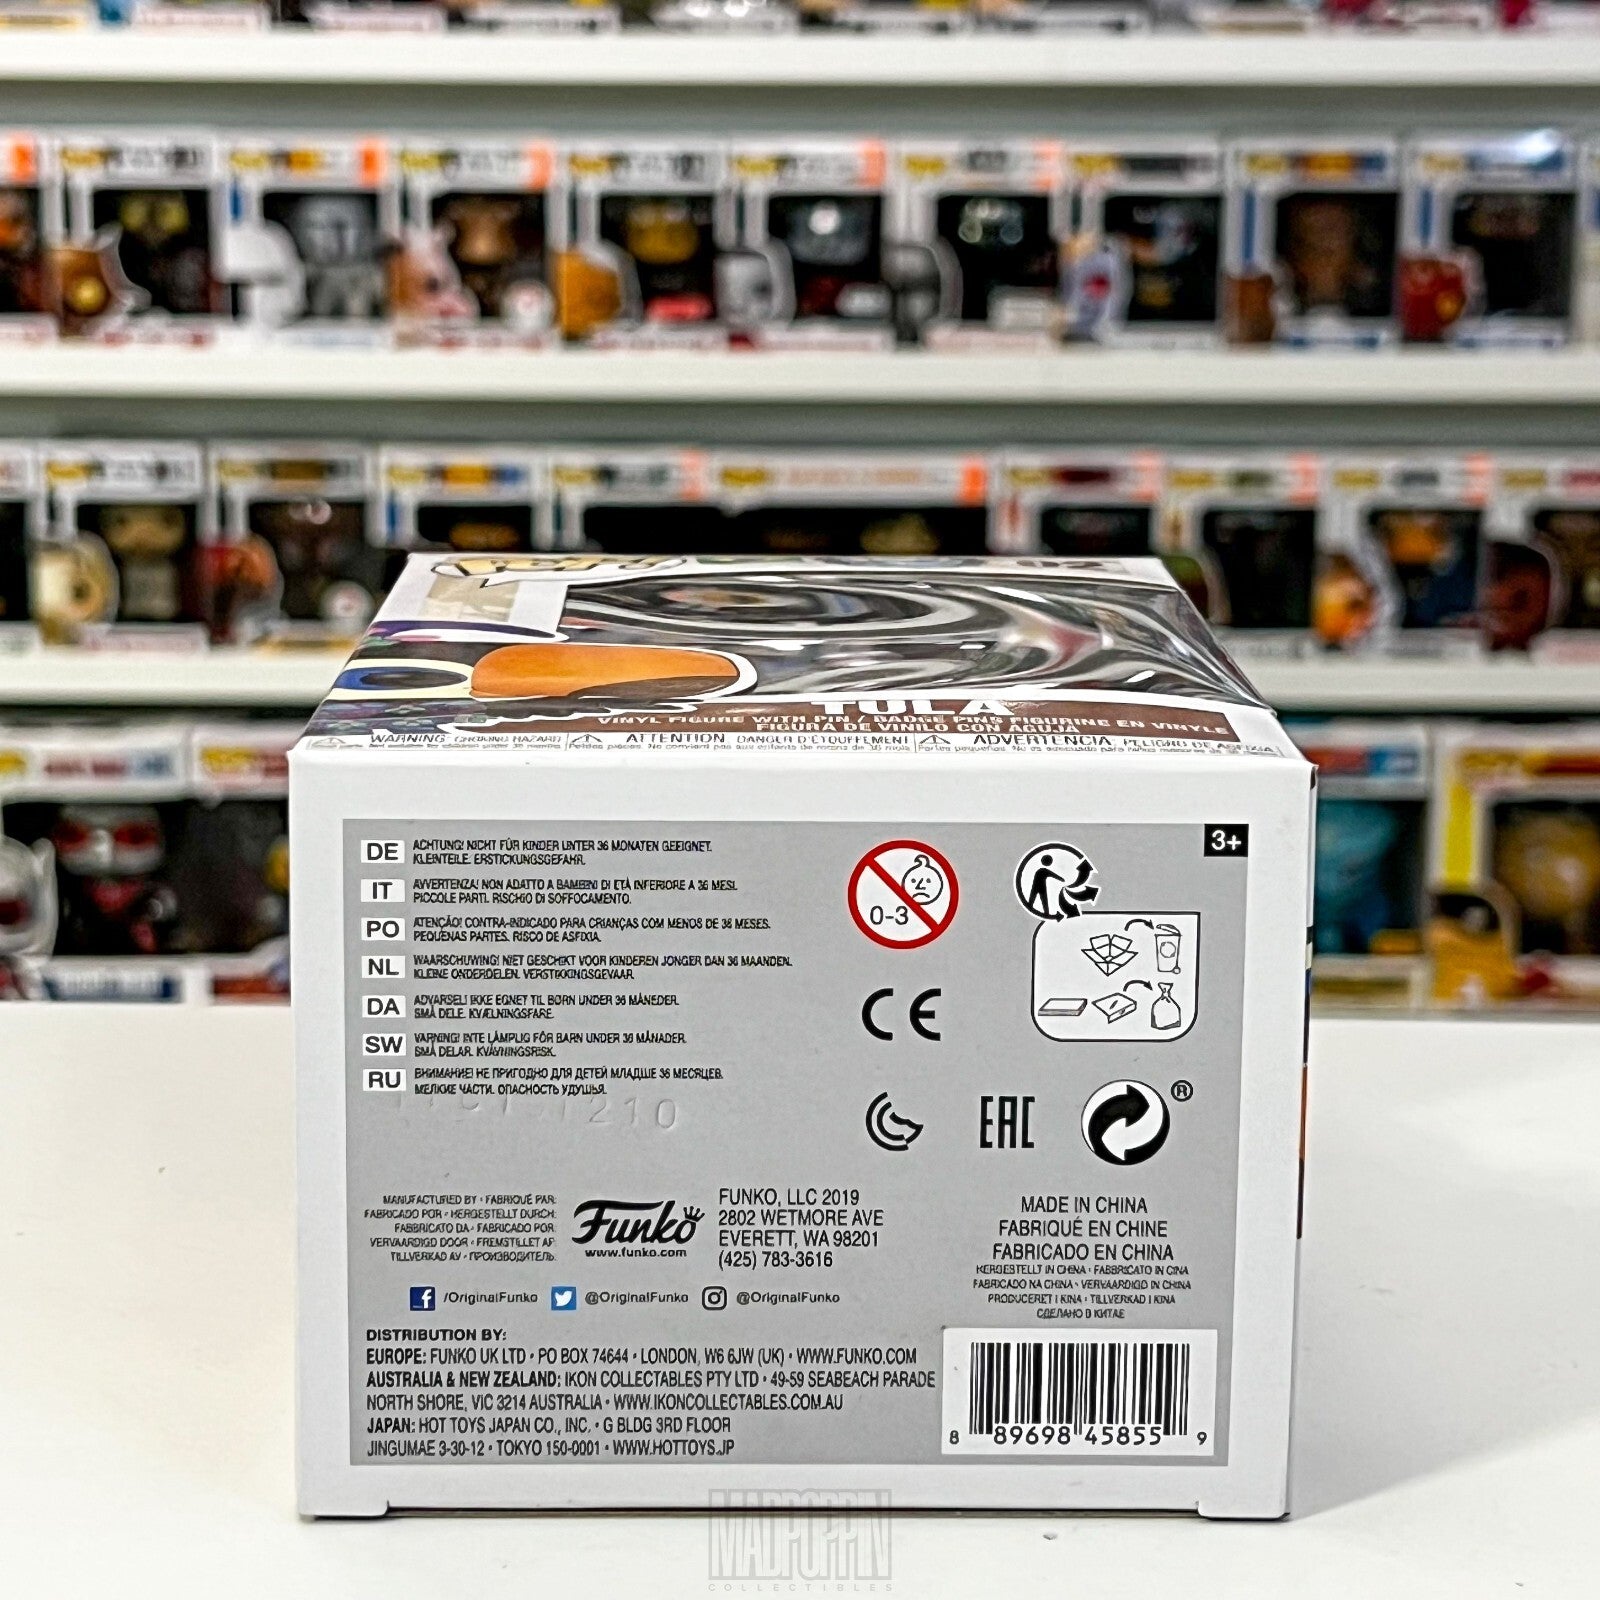 POP!
02
TULA
VINYL FIGURE WITH PIN / BADGE PINS FIGURINE EN VINYLE
FIGURA DE VINILO CON AGUJA
WARNING: CHOKING HAZARD
ATTENTION DANGER D'ÉTOUFFEMENT
ADVERTENCIA: PELIGRO DE ASFIXIA
3+
DE ACHTUNG! NICHT FÜR KINDER UNTER 36 MONATEN GEEIGNET.
KLEINTEILE. ERSTICKUNGSGEFAHR.
IT AVVERTENZA! NON ADATTO A BAMBINI DI ETÀ INFERIORE A 36 MESI.
PICCOLE PARTI. RISCHIO DI SOFFOCAMENTO.
PO ATENÇÃO! CONTRA-INDICADO PARA CRIANÇAS COM MENOS DE 36 MESES.
PEQUENAS PARTES. RISCO DE ASFIXIA.
NL WAARSCHUWING! NIET GESCHIKT VOOR KINDEREN JONGER DAN 36 MAANDEN.
KLEINE ONDERDELEN. VERSTIKKINGSGEVAAR.
DA ADVARSEL! IKKE EGNET TIL BØRN UNDER 36 MÅNEDER.
SMÅ DELE. KVÆLNINGSFARE.
SW VARNING! INTE LÄMPLIG FÖR BARN UNDER 36 MÅNADER.
SMÅ DELAR. KVÄVNINGSRISK.
RU ВНИМАНИЕ! НЕ ПРИГОДНО ДЛЯ ДЕТЕЙ МЛАДШЕ 36 МЕСЯЦЕВ.
МЕЛКИЕ ЧАСТИ. ОПАСНОСТЬ УДУШЬЯ.
0-3
CE
EAC
®
MANUFACTURED BY • FABRIQUÉ PAR:
FABRICADO POR • HERGESTELLT DURCH:
FABBRICATO DA • FABRICADO POR:
VERVAARDIGD DOOR • FREMSTILLET AF:
TILLVERKAD AV • ПРОИЗВОДИТЕЛЬ:
Funko
www.funko.com
FUNKO, LLC 2019
2802 WETMORE AVE
EVERETT, WA 98201
(425) 783-3616
MADE IN CHINA
FABRIQUÉ EN CHINE
FABRICADO EN CHINA
HERGESTELLT IN CHINA • FABBRICATO IN CINA
FABRICADO NA CHINA • VERVAARDIGD IN CHINA
PRODUCERET I KINA • TILLVERKAD I KINA
СДЕЛАНО В КИТАЕ
/OriginalFunko @OriginalFunko @OriginalFunko
DISTRIBUTION BY:
EUROPE: FUNKO UK LTD • PO BOX 74644 • LONDON, W6 6JW (UK) • WWW.FUNKO.COM
AUSTRALIA & NEW ZEALAND: IKON COLLECTABLES PTY LTD • 49-59 SEABEACH PARADE
NORTH SHORE, VIC 3214 AUSTRALIA • WWW.IKONCOLLECTABLES.COM.AU
JAPAN: HOT TOYS JAPAN CO., INC. • G BLDG 3RD FLOOR
JINGUMAE 3-30-12 • TOKYO 150-0001 • WWW.HOTTOYS.JP
8 89698 45855 9
MADPOPPIN
COLLECTIBLES